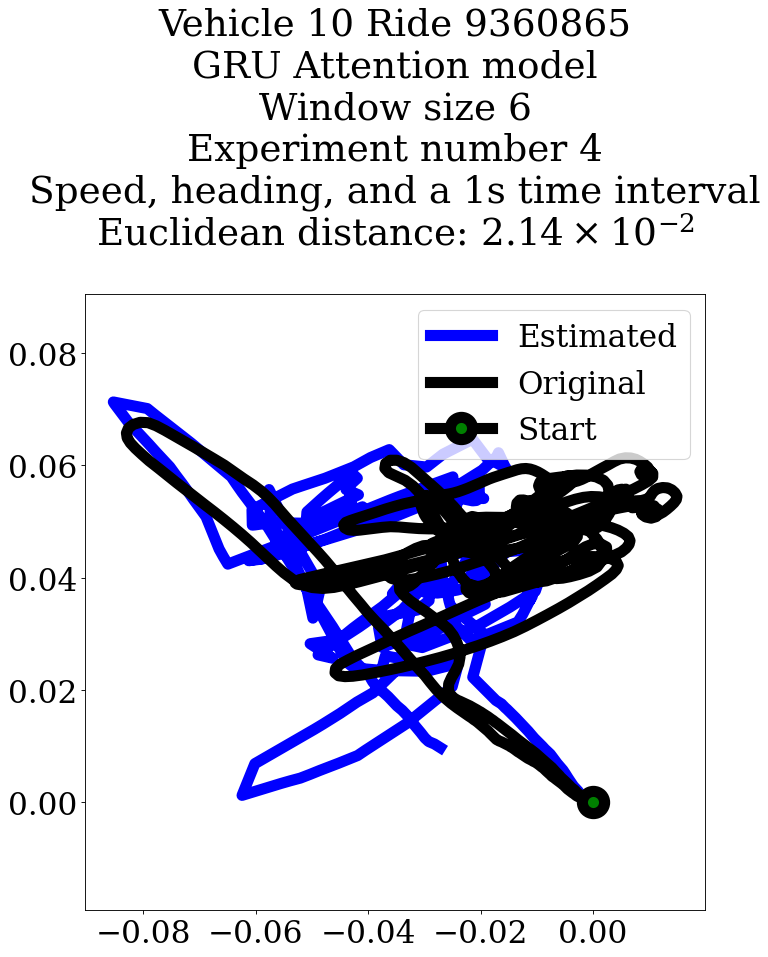 Vehicle 10 Ride 9360865
GRU Attention model
Window size 6
Experiment number 4
Speed, heading, and a 1s time interval
Euclidean distance: 2.14 × 10⁻²
Estimated
Original
Start
0.08
0.06
0.04
0.02
0.00
−0.08 −0.06 −0.04 −0.02 0.00